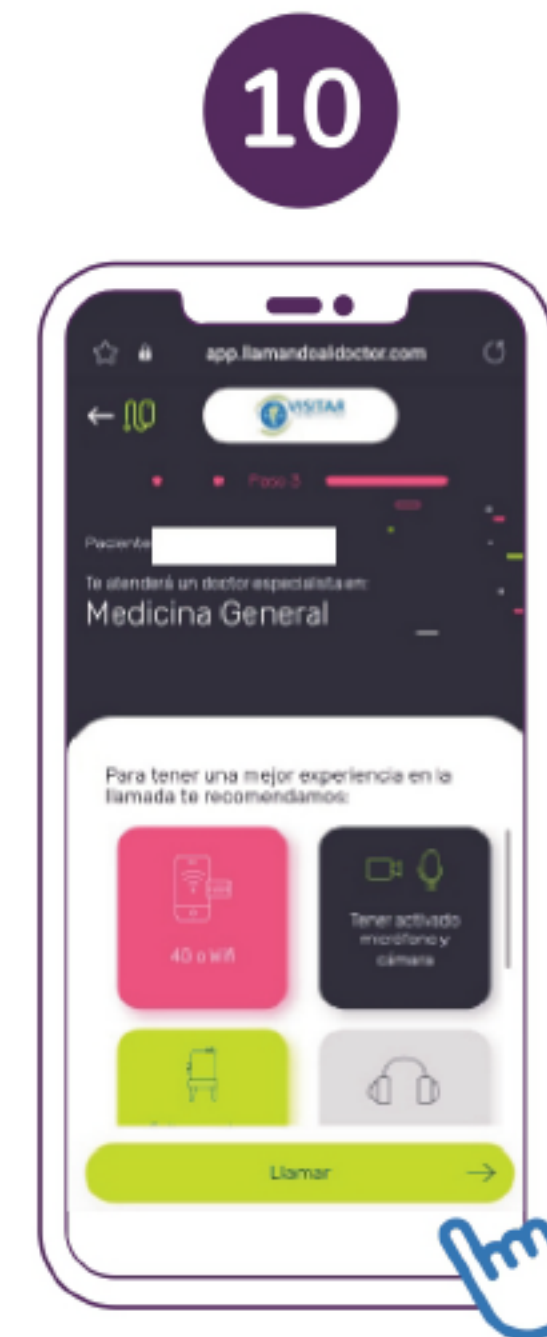 10
app.llamandoaldoctor.com
VISITAR
Paso 3
Paciente
Te atenderá un doctor especialista en:
Medicina General
Para tener una mejor experiencia en la
llamada te recomendamos:
4G o Wifi
Tener activado
micrófono y
cámara
Llamar